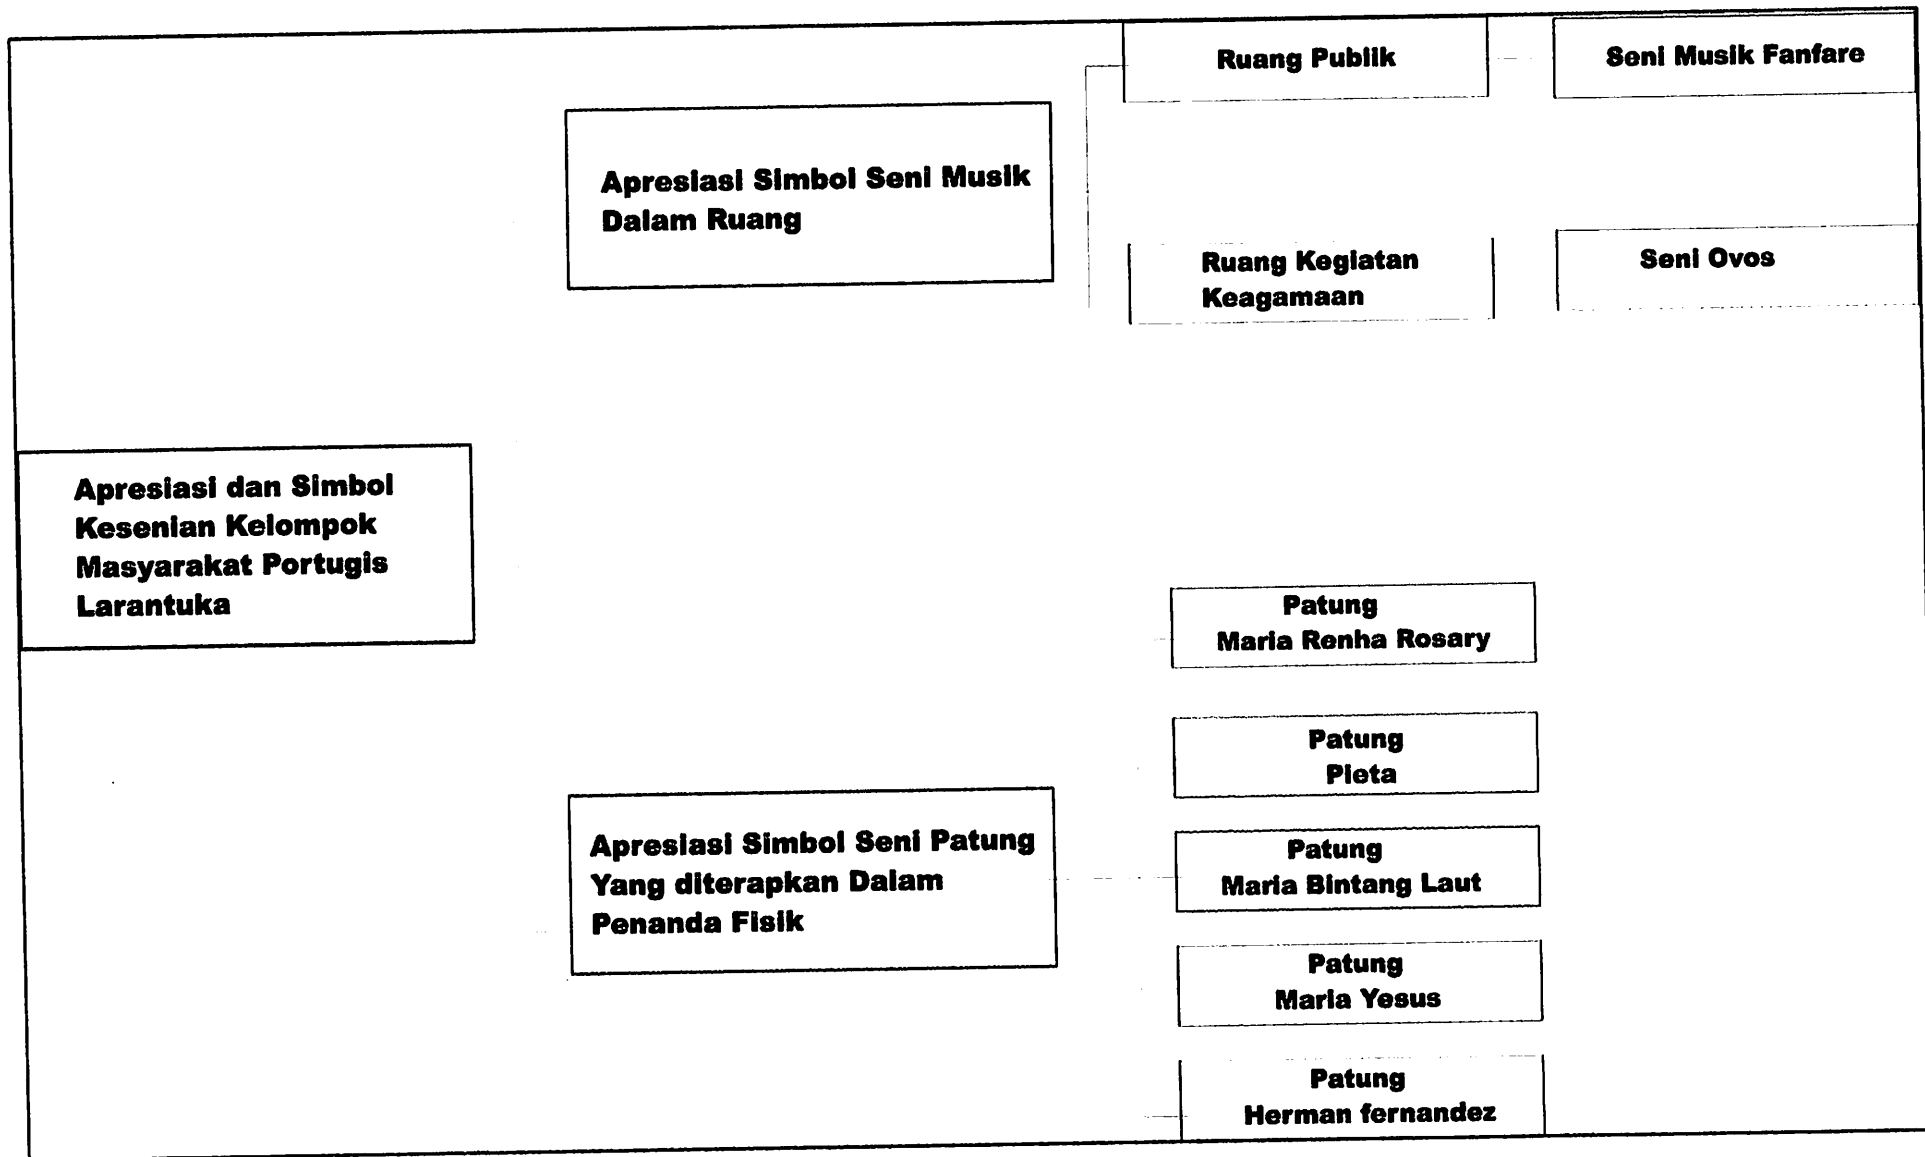 Apresiasi dan Simbol
Kesenian Kelompok
Masyarakat Portugis
Larantuka
Apresiasi Simbol Seni Musik
Dalam Ruang
Ruang Publik
Seni Musik Fanfare
Ruang Kegiatan
Keagamaan
Seni Ovos
Apresiasi Simbol Seni Patung
Yang diterapkan Dalam
Penanda Fisik
Patung
Maria Renha Rosary
Patung
Pieta
Patung
Maria Bintang Laut
Patung
Maria Yesus
Patung
Herman fernandez